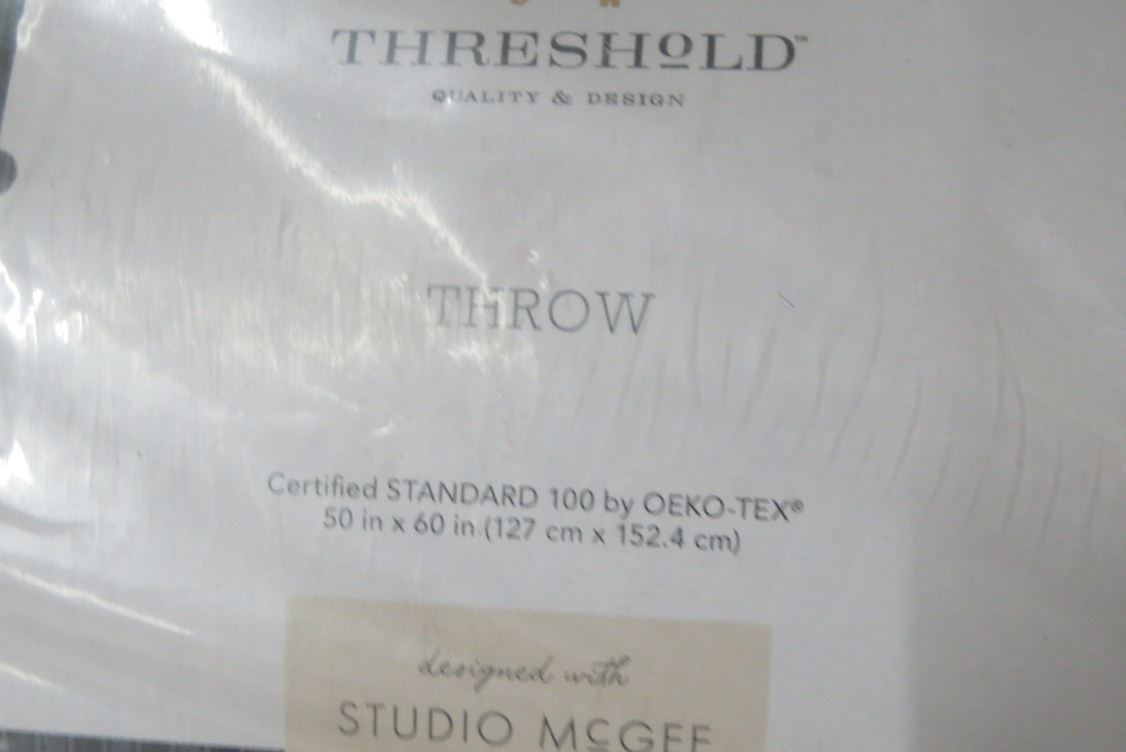 THRESHOLD™
QUALITY & DESIGN
THROW
Certified STANDARD 100 by OEKO-TEX®
50 in x 60 in (127 cm x 152.4 cm)
designed with
STUDIO McGEE